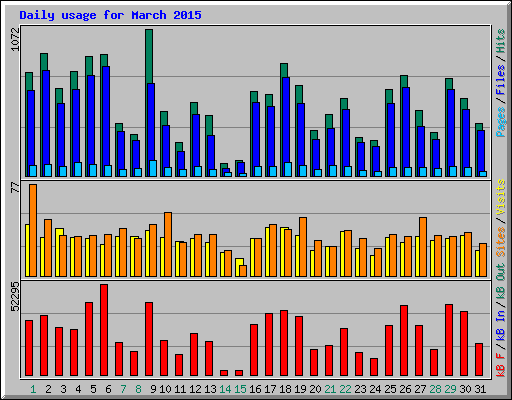 Daily usage for March 2015
1072
77
52295
Pages / Files / Hits
Sites / Visits
kB F / kB In / kB Out
1 2 3 4 5 6 7 8 9 10 11 12 13 14 15 16 17 18 19 20 21 22 23 24 25 26 27 28 29 30 31